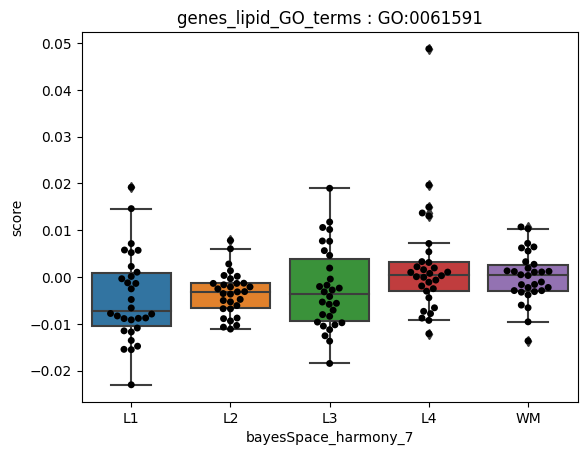 genes_lipid_GO_terms : GO:0061591
0.05
0.04
0.03
0.02
0.01
0.00
−0.01
−0.02
score
L1 L2 L3 L4 WM
bayesSpace_harmony_7